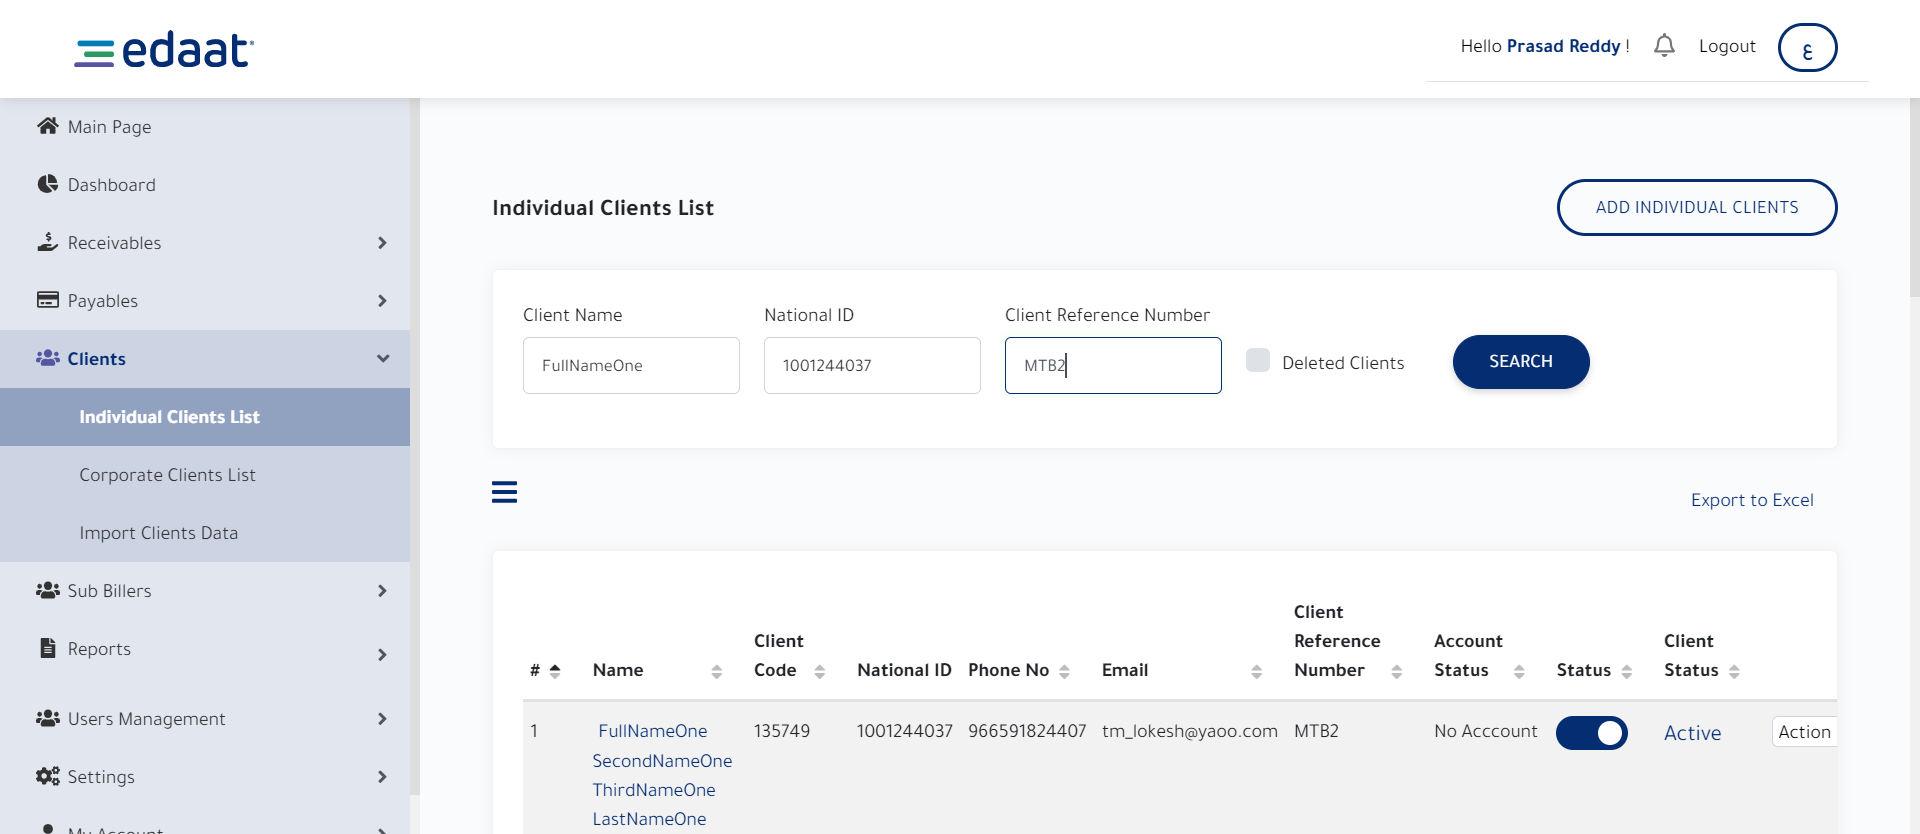 edaat
Hello Prasad Reddy !
Logout
ع
Main Page
Dashboard
Receivables
Payables
Clients
Individual Clients List
Corporate Clients List
Import Clients Data
Sub Billers
Reports
Users Management
Settings
My Account
Individual Clients List
ADD INDIVIDUAL CLIENTS
Client Name
National ID
Client Reference Number
FullNameOne
1001244037
MTB2
Deleted Clients
SEARCH
Export to Excel
#
Name
Client
Code
National ID
Phone No
Email
Client
Reference
Number
Account
Status
Status
Client
Status
1
FullNameOne
SecondNameOne
ThirdNameOne
LastNameOne
135749
1001244037
966591824407
tm_lokesh@yaoo.com
MTB2
No Acccount
Active
Action